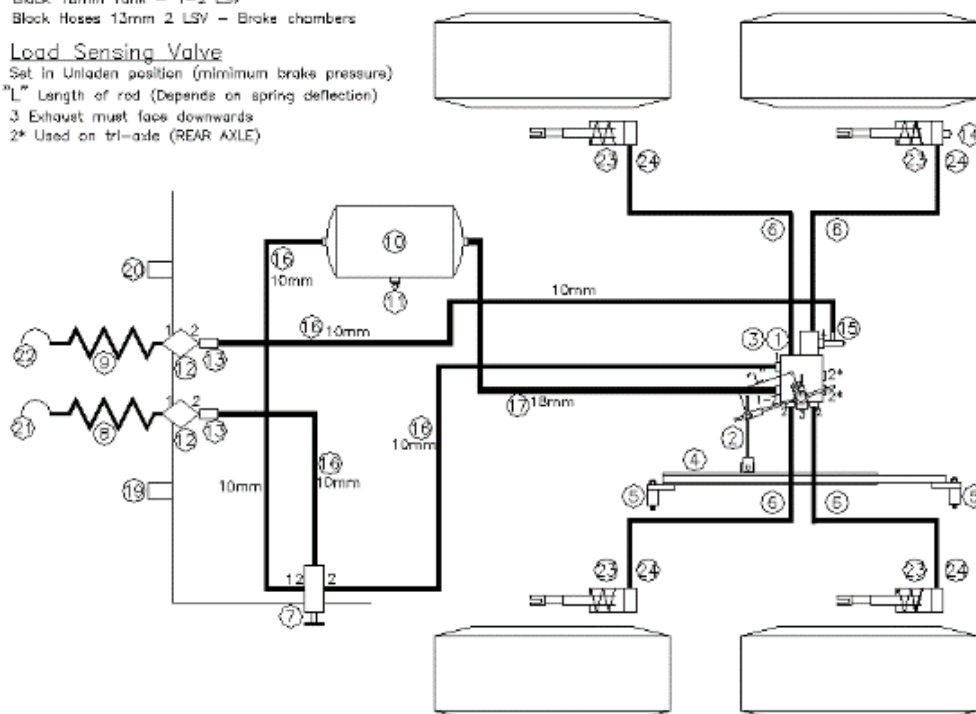 Block Hoses 13mm 2 LSV – Brake chambers
Load Sensing Valve
Set in Unladen position (mimimum brake pressure)
"L" Length of rod (Depends on spring deflection)
3 Exhaust must face downwards
2* Used on tri-axle (REAR AXLE)
23 24 23 24 14
6 6
10
20 16
10mm 11 10mm
16 10mm 15
1 2 3 1
22 9 12 13
2*
17 18mm 2*
1 2 16
21 8 12 13 10mm 2 3
16 4
19 10mm 10mm 5 5
6 6
12 2 23 24 23 24
7